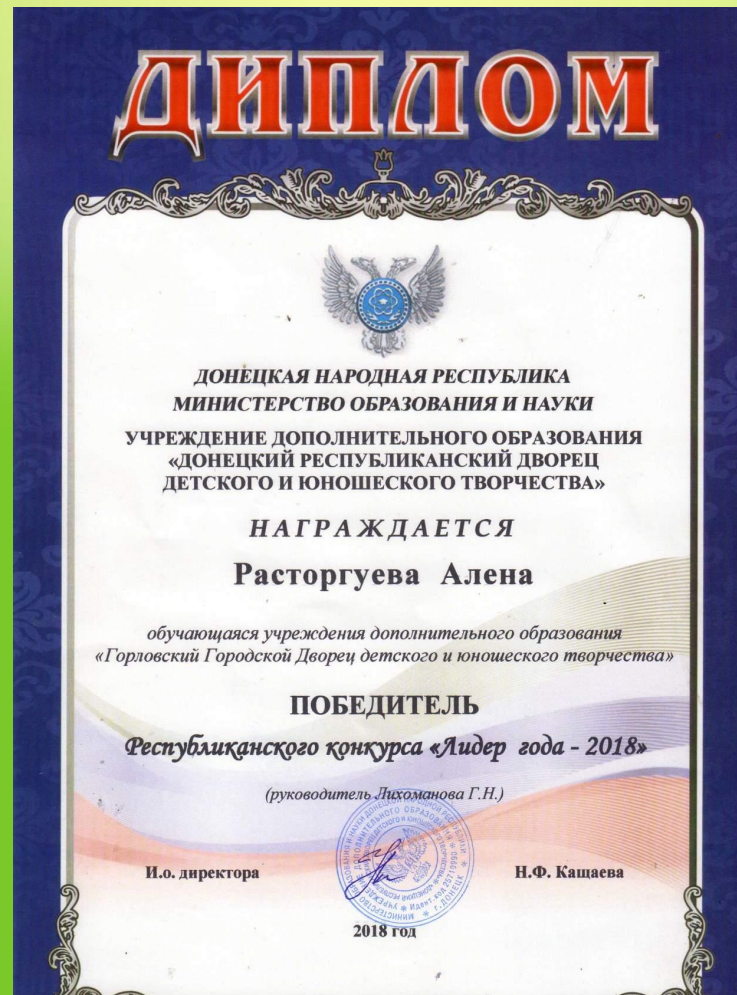 ДИПЛОМ
ДОНЕЦКАЯ НАРОДНАЯ РЕСПУБЛИКА
МИНИСТЕРСТВО ОБРАЗОВАНИЯ И НАУКИ
УЧРЕЖДЕНИЕ ДОПОЛНИТЕЛЬНОГО ОБРАЗОВАНИЯ
«ДОНЕЦКИЙ РЕСПУБЛИКАНСКИЙ ДВОРЕЦ
ДЕТСКОГО И ЮНОШЕСКОГО ТВОРЧЕСТВА»
НАГРАЖДАЕТСЯ
Расторгуева Алена
обучающаяся учреждения дополнительного образования
«Горловский Городской Дворец детского и юношеского творчества»
ПОБЕДИТЕЛЬ
Республиканского конкурса «Лидер года - 2018»
(руководитель Лихоманова Г.Н.)
И.о. директора
Н.Ф. Кащаева
2018 год